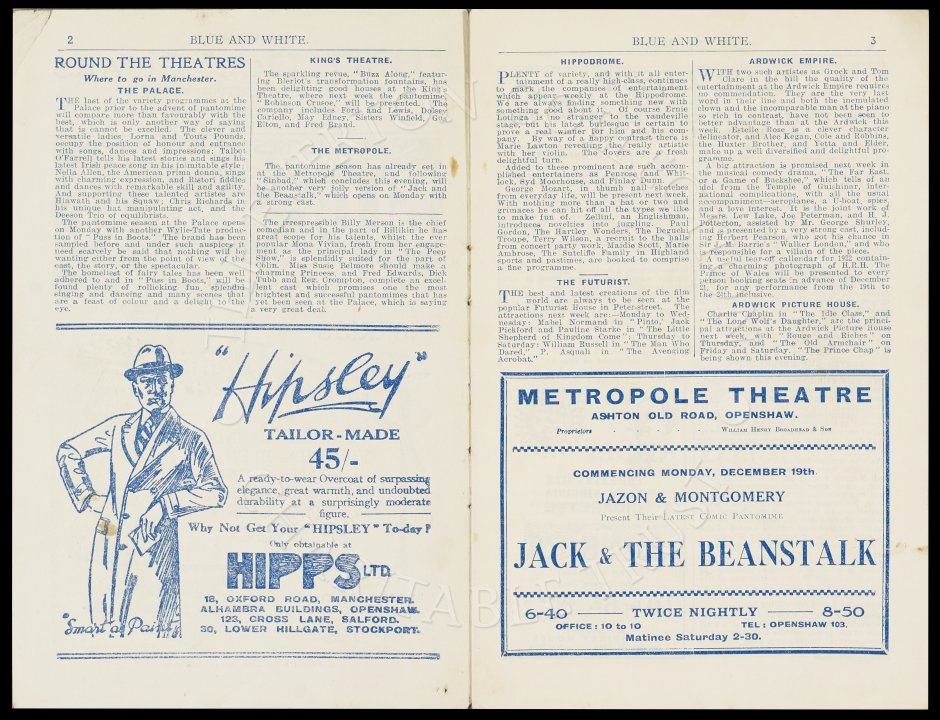 2 BLUE AND WHITE.
ROUND THE THEATRES
Where to go in Manchester.
THE PALACE.
THE last of the variety programmes at the
Palace prior to the advent of pantomime
will compare more than favourably with the
best, which is only another way of saying
that it cannot be excelled. The clever and
versatile ladies, Lorna and Touts Pounds,
occupy the position of honour and entrance
with songs, dances and impressions: Talbot
O'Farrell tells his latest stories and sings his
latest Irish peace song in his imitable style;
Nella Allen, the American prima donna, sings
with charming expression, and Ristori fiddles
and dances with remarkable skill and agility.
And supporting these talented artistes are
Hiawath and his Squaw; Chris Richards in
his unique hat manipulating act, and the
Deeson Trio of equilibrists.
The pantomime season at the Palace opens
on Monday with another Wylie-Tate produc-
tion of "Puss in Boots." The brand has been
sampled before and under such auspices it
need scarcely be said that nothing will be
wanting either from the point of view of the
cast, the story, or the spectacular.
The homeliest of fairy tales has been well
adhered to and in "Puss in Boots," will be
found plenty of rollicking fun, splendid
singing and dancing and many scenes that
are a feast of colour and a delight to the
eye.
KING'S THEATRE.
The sparkling revue, "Buzz Along," featur-
ing Bleriot's transformation fountains, has
been delighting good houses at the King's
Theatre, where next week the pantomime,
"Robinson Crusoe," will be presented. The
company includes Ford and Lewis, Doisey
Cariello, May Edney, Sisters Winfield, Gus
Elton, and Fred Brand.
THE METROPOLE.
The pantomime season has already set in
at the Metropole Theatre, and following
"Sinbad," which concludes this evening, will
be another very jolly version of "Jack and
the Beanstalk," which opens on Monday with
a strong cast.
The irrespressible Billy Merson is the chief
comedian and in the part of Billikin he has
great scope for his talents, whilst the ever
popular Mona Vivian, fresh from her engage-
ment as the principal lady in "The Peep
Show," is splendidly suited for the part of
Colin. Miss Susie Belmore should make a
charming Princess, and Fred Edwards, Dick
Tubb and Reg. Crompton, complete an excel-
lent cast which promises one the most
brightest and successful pantomimes that has
yet been seen at the Palace, which is saying
a very great deal.
"Hipsley"
TAILOR-MADE
45/-
A ready-to-wear Overcoat of surpassing
elegance, great warmth, and undoubted
durability at a surprisingly moderate
figure.
Why Not Get Your "HIPSLEY" To-day?
Only obtainable at
HIPPS LTD.
18, OXFORD ROAD, MANCHESTER.
ALHAMBRA BUILDINGS, OPENSHAW.
123, CROSS LANE, SALFORD.
30, LOWER HILLGATE, STOCKPORT.
"Smart as Paint"
BLUE AND WHITE. 3
HIPPODROME.
PLENTY of variety, and with it all enter-
tainment of a really high-class, continues
to mark the companies of entertainment
which appear weekly at the Hippodrome.
We are always finding something new with
something good about it. Of course Ernie
Lotinga is no stranger to the vaudeville
stage, but his latest burlesque is certain to
prove a real winner for him and his com-
pany. By way of a happy contrast there is
Marie Lawton revealing the really artistic
with her violin. The Jovers are a fresh
delightful turn.
Added to these prominent are such accom-
plished entertainers as Penrose and Whit-
lock, Syd Moorhouse, and Finlay Dunn.
George Mozart, in thumb nail sketches
from everyday life, will be present next week.
With nothing more than a hat or two and
grimaces he can hit off all the types we like
to make fun of. Zellini, an Englishman,
introduces novelties into juggling. Paul
Gordon, The Hartley Wonders, The Degude
Troupe, Terry Wilson, a recruit to the halls
from concert party work, Maidie Scott, Marie
Ambrose, The Sutcliffe Family in Highland
sports and pastimes, are booked to comprise
a fine programme.
THE FUTURIST.
THE best and latest creations of the film
world are always to be seen at the
popular Futurist House in Peter-street. The
attractions next week are:—Monday to Wed-
nesday: Mabel Normand in "Pinto," Jack
Pickford and Pauline Starke in "The Little
Shepherd of Kingdom Come"; Thursday to
Saturday: William Russell in "The Man Who
Dared," P. Asquali in "The Avenging
Acrobat."
ARDWICK EMPIRE.
WITH two such artistes as Grock and Tom
Clare in the bill the quality of the
entertainment at the Ardwick Empire requires
no commendation. They are the very last
word in their line and both the inemulated
clown and the incomparable man at the piano
so rich in contrast, have not been seen to
better advantage than at the Ardwick this
week. Estelle Rose is a clever character
delineator, and Alec Kegan, Cole and Robbins,
the Huxter Brother, and Yetta and Elder,
make up a well diversified and delightful pro-
gramme.
A big attraction is promised next week in
the musical comedy drama, "The Far East,
or a Game of Backshee," which tells of an
idol from the Temple of Guishinar, inter-
national complications, with all the usual
accompaniment—aeroplanes, a U-boat, spies,
and a love interest. It is the joint work of
Messrs. Lew Lake, Joe Peterman, and H. J.
Potterton, assisted by Mr. George Shurley,
and is presented by a very strong cast, includ-
ing Herbert Pearson, who got his chance in
Sir J. M. Barrie's "Walker London," and who
is responsible for a villain of the piece.
A useful tear-off callendar for 1922 contain-
ing a charming photograph of H.R.H. The
Prince of Wales will be presented to every
person booking seats in advance of December
21, for any performance from the 19th to
the 24th inclusive.
ARDWICK PICTURE HOUSE.
Charlie Chaplin in "The Idle Class," and
"The Lone Wolf's Daughter," are the princi-
pal attractions at the Ardwick Picture House
next week, with "Rouge and Riches" on
Thursday, and "The Old Armchair" on
Friday and Saturday. "The Prince Chap" is
being shown this evening.
METROPOLE THEATRE
ASHTON OLD ROAD, OPENSHAW.
Proprietors - - - - - WILLIAM HENRY BROADHEAD & SON
COMMENCING MONDAY, DECEMBER 19th.
JAZON & MONTGOMERY
Present Their LATEST COMIC PANTOMIME
JACK & THE BEANSTALK
6-40 —— TWICE NIGHTLY —— 8-50
OFFICE: 10 to 10 TEL: OPENSHAW 103.
Matinee Saturday 2-30.